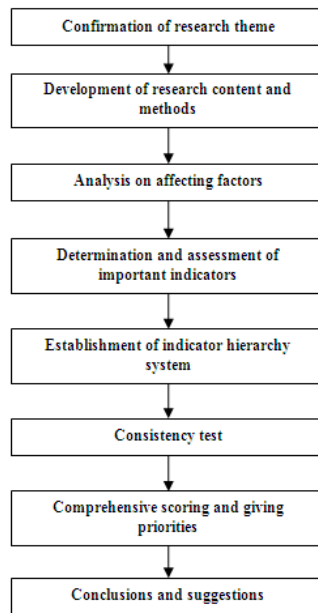 Confirmation of research theme
Development of research content and
methods
Analysis on affecting factors
Determination and assessment of
important indicators
Establishment of indicator hierarchy
system
Consistency test
Comprehensive scoring and giving
priorities
Conclusions and suggestions